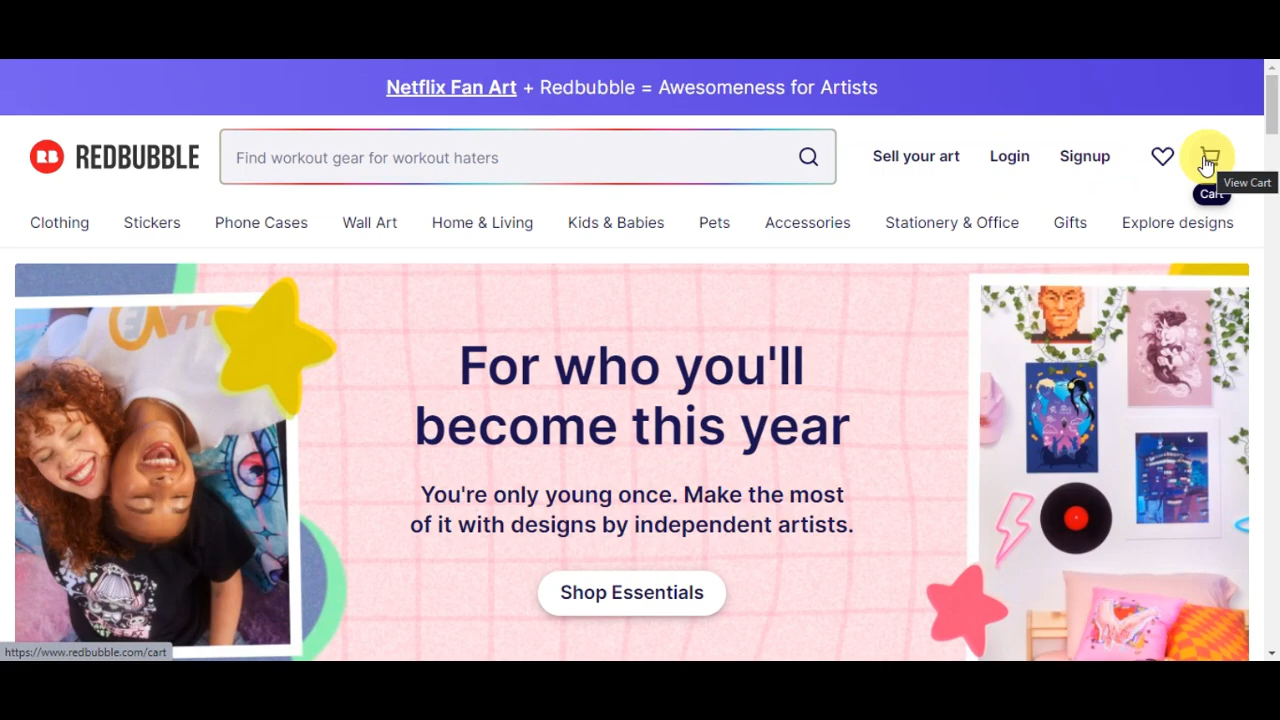 Netflix Fan Art + Redbubble = Awesomeness for Artists
RB REDBUBBLE
Find workout gear for workout haters
Sell your art
Login
Signup
View Cart
Cart
Clothing
Stickers
Phone Cases
Wall Art
Home & Living
Kids & Babies
Pets
Accessories
Stationery & Office
Gifts
Explore designs
For who you'll
become this year
You're only young once. Make the most
of it with designs by independent artists.
Shop Essentials
https://www.redbubble.com/cart